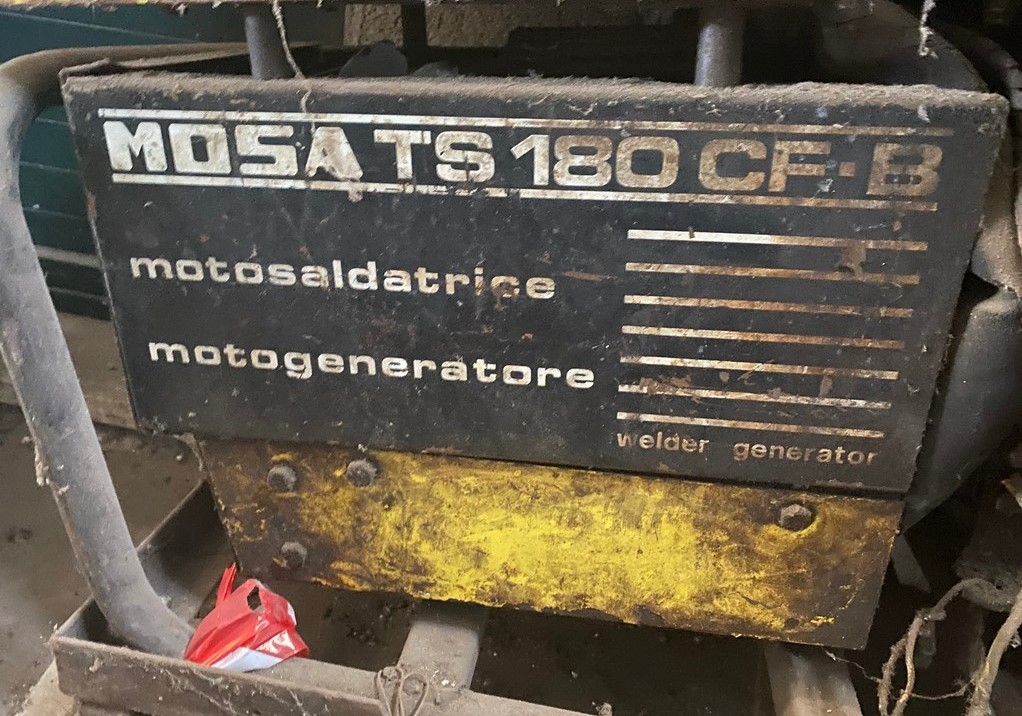 MOSA TS 180 CF-B
motosaldatrice
motogeneratore
welder generator